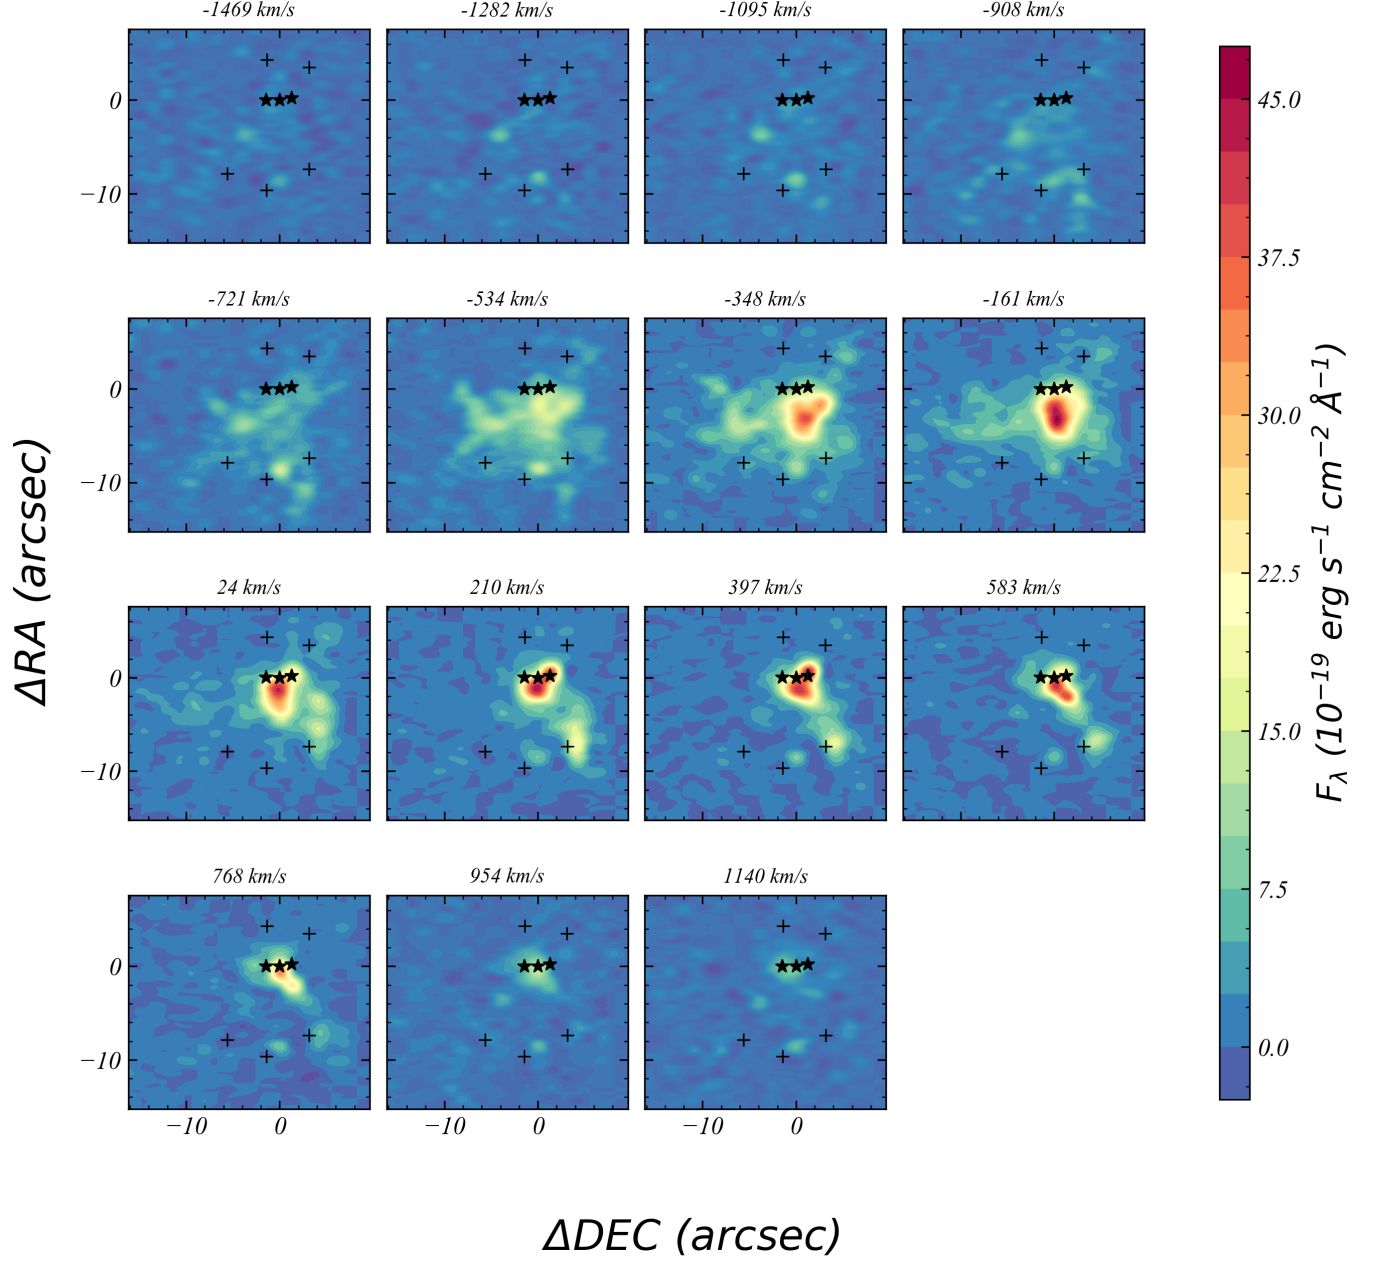 -1469 km/s -1282 km/s -1095 km/s -908 km/s
0
−10
-721 km/s -534 km/s -348 km/s -161 km/s
0
−10
24 km/s 210 km/s 397 km/s 583 km/s
0
−10
768 km/s 954 km/s 1140 km/s
0
−10
−10 0 −10 0 −10 0
ΔRA (arcsec)
ΔDEC (arcsec)
45.0
37.5
30.0
22.5
15.0
7.5
0.0
F_λ (10^−19 erg s^−1 cm^−2 Å^−1)